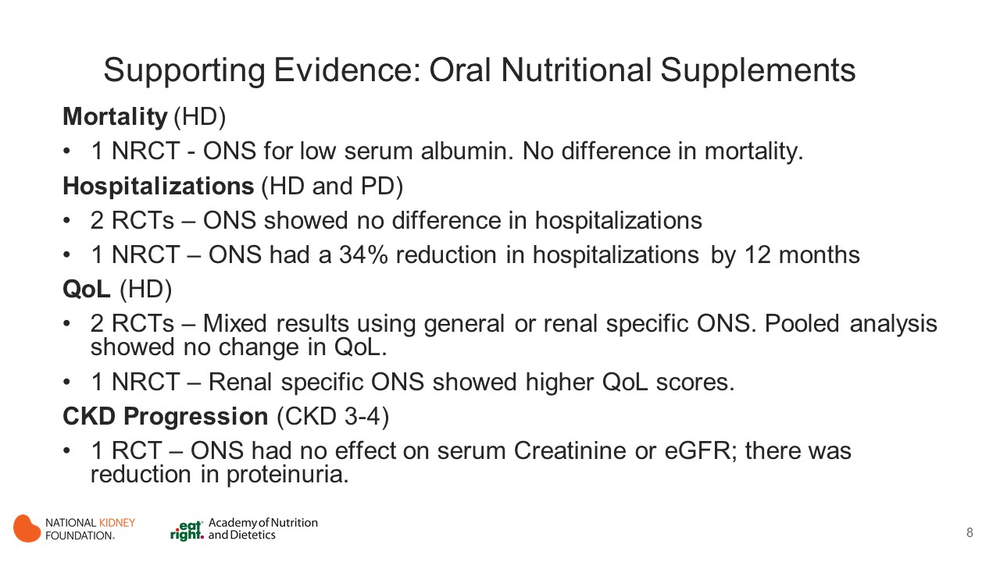 Supporting Evidence: Oral Nutritional Supplements
Mortality (HD)
• 1 NRCT - ONS for low serum albumin. No difference in mortality.
Hospitalizations (HD and PD)
• 2 RCTs – ONS showed no difference in hospitalizations
• 1 NRCT – ONS had a 34% reduction in hospitalizations by 12 months
QoL (HD)
• 2 RCTs – Mixed results using general or renal specific ONS. Pooled analysis
showed no change in QoL.
• 1 NRCT – Renal specific ONS showed higher QoL scores.
CKD Progression (CKD 3-4)
• 1 RCT – ONS had no effect on serum Creatinine or eGFR; there was
reduction in proteinuria.
NATIONAL KIDNEY
FOUNDATION®
eat
right.
Academy of Nutrition
and Dietetics
8